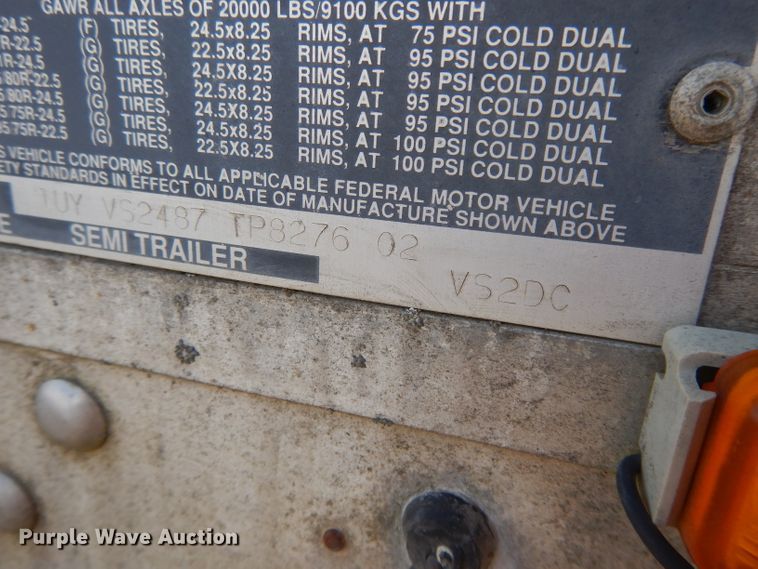 GAWR ALL AXLES OF 20000 LBS/9100 KGS WITH
-24.5 (F) TIRES, 24.5x8.25 RIMS, AT 75 PSI COLD DUAL
R-22.5 (G) TIRES, 22.5X8.25 RIMS, AT 95 PSI COLD DUAL
1R-24.5 (G) TIRES, 24.5X8.25 RIMS, AT 95 PSI COLD DUAL
80R-22.5 (G) TIRES, 22.5X8.25 RIMS, AT 95 PSI COLD DUAL
80R-24.5 (G) TIRES, 24.5X8.25 RIMS, AT 95 PSI COLD DUAL
75R-24.5 (G) TIRES, 24.5X8.25 RIMS, AT 100 PSI COLD DUAL
75R-22.5 (G) TIRES, 22.5X8.25 RIMS, AT 100 PSI COLD DUAL
S VEHICLE CONFORMS TO ALL APPLICABLE FEDERAL MOTOR VEHICLE
ETY STANDARDS IN EFFECT ON DATE OF MANUFACTURE SHOWN ABOVE
1UY VS2487 TP8276 02
E SEMI TRAILER VS2DC
Purple Wave Auction